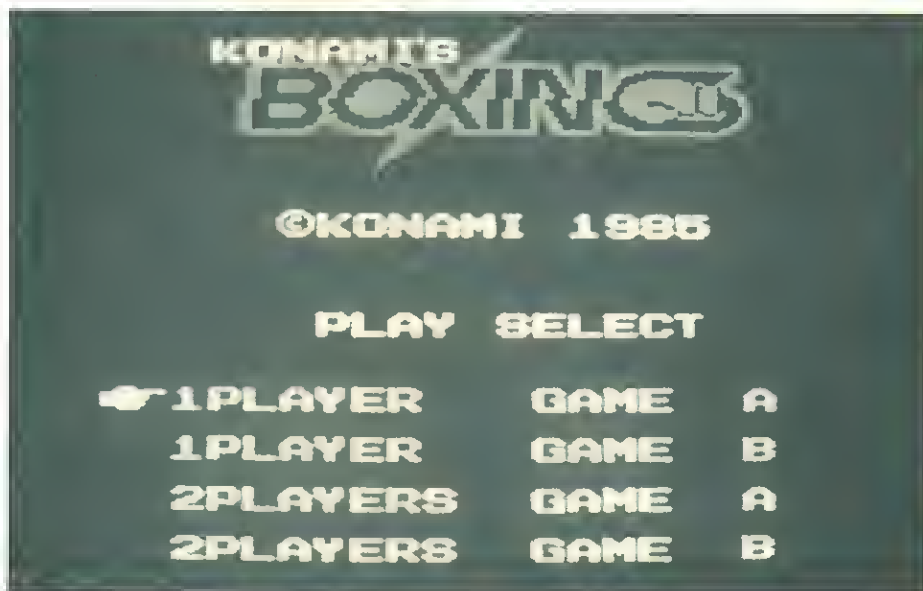 KONAMI'S
BOXING
©KONAMI 1985
PLAY SELECT
1PLAYER GAME A
1PLAYER GAME B
2PLAYERS GAME A
2PLAYERS GAME B